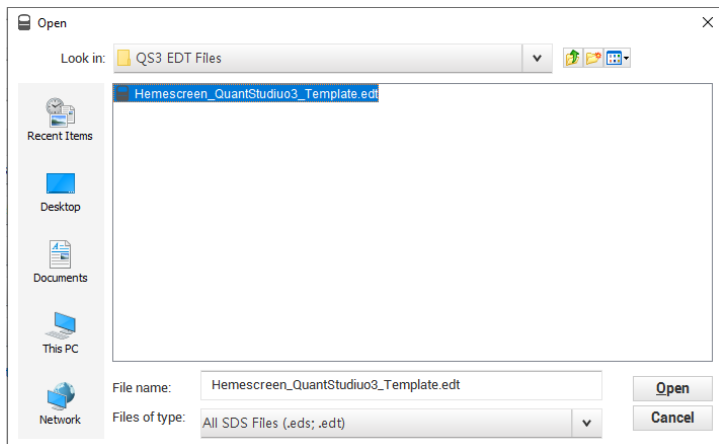 Open
Look in: QS3 EDT Files
Hemescreen_QuantStudiuo3_Template.edt
Recent Items
Desktop
Documents
This PC
Network
File name: Hemescreen_QuantStudiuo3_Template.edt
Open
Files of type: All SDS Files (.eds; .edt)
Cancel